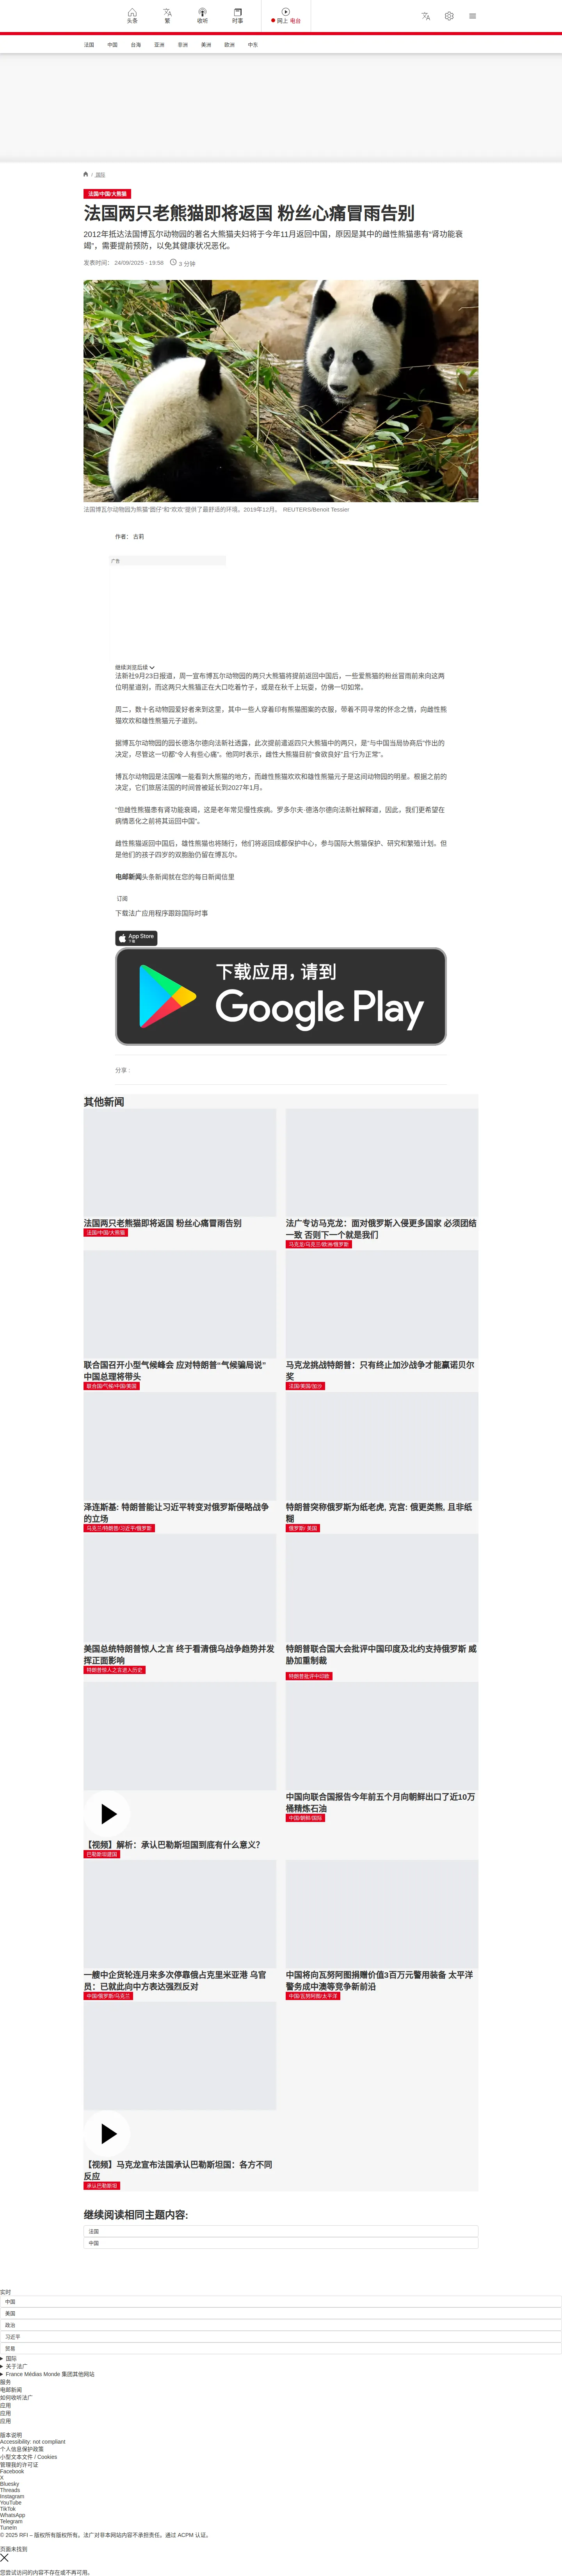 头条
繁
收听
时事
网上 电台
法国
中国
台海
亚洲
非洲
美洲
欧洲
中东
/ 国际
法国/中国/大熊猫
法国两只老熊猫即将返国 粉丝心痛冒雨告别
2012年抵达法国博瓦尔动物园的著名大熊猫夫妇将于今年11月返回中国，原因是其中的雌性熊猫患有“肾功能衰
竭”，需要提前预防，以免其健康状况恶化。
发表时间： 24/09/2025 - 19:56
3 分钟
法国博瓦尔动物园为熊猫“圆仔”和“欢欢”提供了最舒适的环境。2019年12月。 REUTERS/Benoit Tessier
作者： 古莉
广告
继续浏览后续
法新社9月23日报道，周一宣布博瓦尔动物园的两只大熊猫将提前返回中国后，一些爱熊猫的粉丝冒雨前来向这两
位明星道别，而这两只大熊猫正在大口吃着竹子，或是在秋千上玩耍，仿佛一切如常。
周二，数十名动物园爱好者来到这里，其中一些人穿着印有熊猫图案的衣服，带着不同寻常的怀念之情，向雌性熊
猫欢欢和雄性熊猫元子道别。
据博瓦尔动物园的园长德洛尔德向法新社透露，此次提前遣返四只大熊猫中的两只，是“与中国当局协商后”作出的
决定，尽管这一切都“令人有些心痛”。他同时表示，雌性大熊猫目前“食欲良好”且“行为正常”。
博瓦尔动物园是法国唯一能看到大熊猫的地方，而雌性熊猫欢欢和雄性熊猫元子是这间动物园的明星。根据之前的
决定，它们旅居法国的时间曾被延长到2027年1月。
“但雌性熊猫患有肾功能衰竭，这是老年常见慢性疾病。罗多尔夫·德洛尔德向法新社解释道，因此，我们更希望在
病情恶化之前将其运回中国”。
雌性熊猫返回中国后，雄性熊猫也将随行，他们将返回成都保护中心，参与国际大熊猫保护、研究和繁殖计划。但
是他们的孩子四岁的双胞胎仍留在博瓦尔。
电邮新闻头条新闻就在您的每日新闻信里
订阅
下载法广应用程序跟踪国际时事
App Store
下载
下载应用，请到
Google Play
分享 :
其他新闻
法国两只老熊猫即将返国 粉丝心痛冒雨告别
法国/中国/大熊猫
法广专访马克龙：面对俄罗斯入侵更多国家 必须团结
一致 否则下一个就是我们
马克龙/乌克兰/欧洲/俄罗斯
联合国召开小型气候峰会 应对特朗普“气候骗局说”
中国总理将带头
联合国/气候/中国/美国
马克龙挑战特朗普：只有终止加沙战争才能赢诺贝尔
奖
法国/美国/加沙
泽连斯基: 特朗普能让习近平转变对俄罗斯侵略战争
的立场
乌克兰/特朗普/习近平/俄罗斯
特朗普突称俄罗斯为纸老虎, 克宫: 俄更类熊, 且非纸
糊
俄罗斯/ 美国
美国总统特朗普惊人之言 终于看清俄乌战争趋势并发
挥正面影响
特朗普惊人之言进入历史
特朗普联合国大会批评中国印度及北约支持俄罗斯 威
胁加重制裁
特朗普批评中印欧
【视频】解析：承认巴勒斯坦国到底有什么意义？
巴勒斯坦建国
中国向联合国报告今年前五个月向朝鲜出口了近10万
桶精炼石油
中国/朝鲜/国际
一艘中企货轮连月来多次停靠俄占克里米亚港 乌官
员：已就此向中方表达强烈反对
中国/俄罗斯/乌克兰
中国将向瓦努阿图捐赠价值3百万元警用装备 太平洋
警务成中澳等竞争新前沿
中国/瓦努阿图/太平洋
【视频】马克龙宣布法国承认巴勒斯坦国：各方不同
反应
承认巴勒斯坦
继续阅读相同主题内容:
法国
中国
实时
中国
美国
政治
习近平
贸易
国际
关于法广
France Médias Monde 集团其他网站
服务
电邮新闻
如何收听法广
应用
应用
应用
版本说明
Accessibility: not compliant
个人信息保护政策
小型文本文件 / Cookies
管理我的许可证
Facebook
X
Bluesky
Threads
Instagram
YouTube
TikTok
WhatsApp
Telegram
TuneIn
© 2025 RFI – 版权所有版权所有。法广对非本网站内容不承担责任。通过 ACPM 认证。
页面未找到
您尝试访问的内容不存在或不再可用。